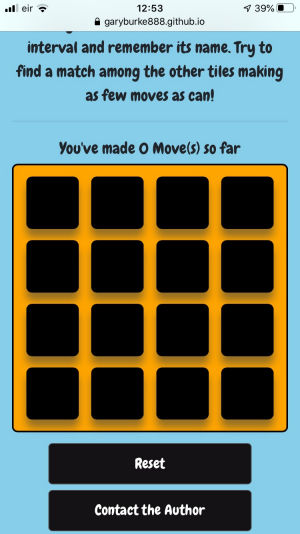 eir 12:53 39%
garyburke888.github.io
interval and remember its name. Try to
find a match among the other tiles making
as few moves as can!
You've made 0 Move(s) so far
Reset
Contact the Author